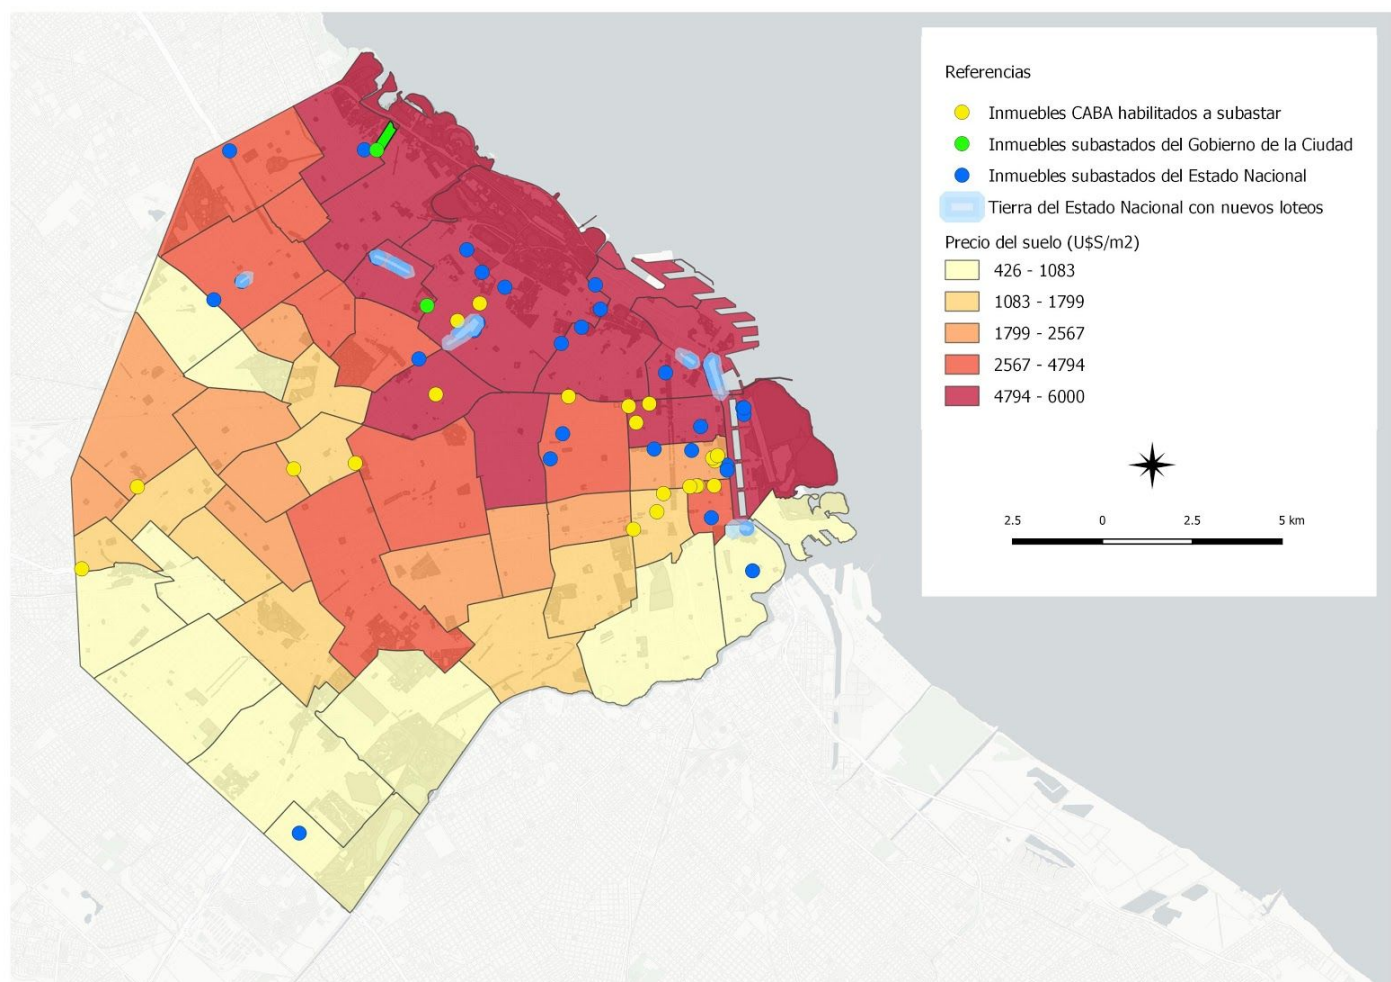 Referencias
Inmuebles CABA habilitados a subastar
Inmuebles subastados del Gobierno de la Ciudad
Inmuebles subastados del Estado Nacional
Tierra del Estado Nacional con nuevos loteos
Precio del suelo (U$S/m2)
426 - 1083
1083 - 1799
1799 - 2567
2567 - 4794
4794 - 6000
2.5 0 2.5 5 km